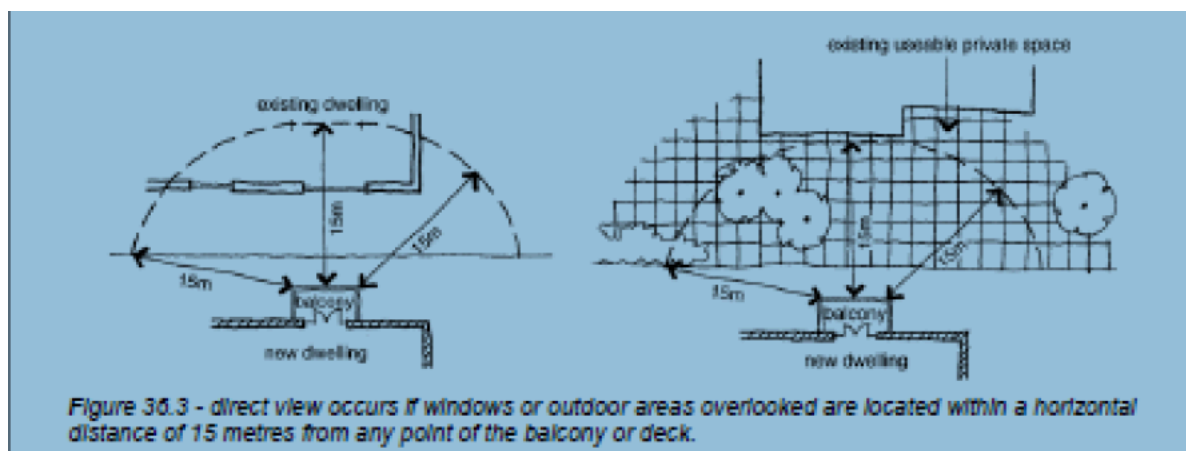 existing useable private space
existing dwelling
15m
15m
15m
balcony
new dwelling
15m
15m
15m
balcony
new dwelling
Figure 36.3 - direct view occurs if windows or outdoor areas overlooked are located within a horizontal
distance of 15 metres from any point of the balcony or deck.